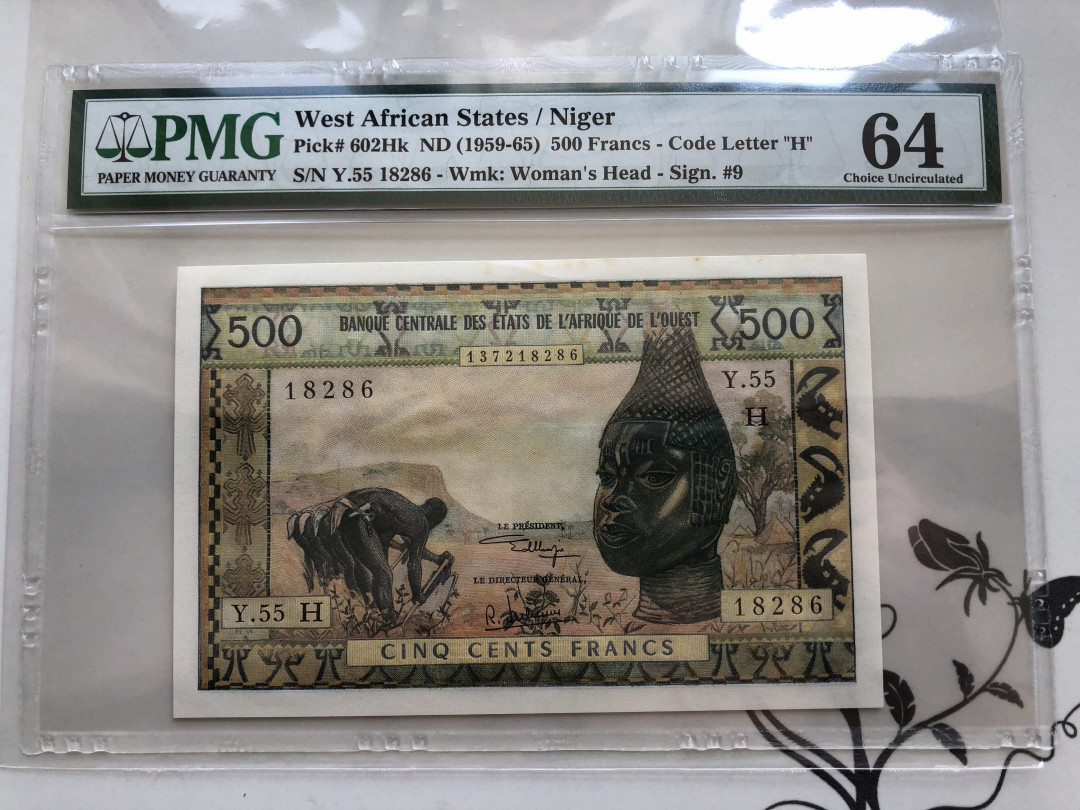 PMG
PAPER MONEY GUARANTY
West African States / Niger
Pick# 602Hk ND (1959-65) 500 Francs - Code Letter "H"
S/N Y.55 18286 - Wmk: Woman's Head - Sign. #9
64
Choice Uncirculated
500 BANQUE CENTRALE DES ETATS DE L'AFRIQUE DE L'OUEST 500
137218286
18286 Y.55
H
LE PRÉSIDENT,
LE DIRECTEUR GÉNÉRAL,
Y.55 H 18286
CINQ CENTS FRANCS